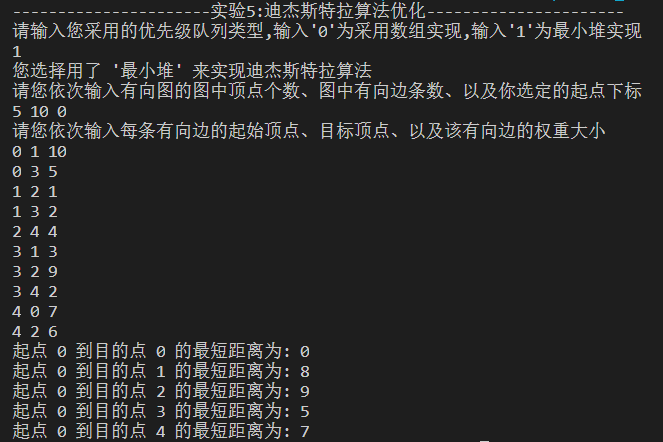 ----------------------实验5:迪杰斯特拉算法优化----------------------
请输入您采用的优先级队列类型,输入'0'为采用数组实现,输入'1'为最小堆实现
1
您选择用了 '最小堆' 来实现迪杰斯特拉算法
请您依次输入有向图的图中顶点个数、图中有向边条数、以及你选定的起点下标
5 10 0
请您依次输入每条有向边的起始顶点、目标顶点、以及该有向边的权重大小
0 1 10
0 3 5
1 2 1
1 3 2
2 4 4
3 1 3
3 2 9
3 4 2
4 0 7
4 2 6
起点 0 到目的点 0 的最短距离为: 0
起点 0 到目的点 1 的最短距离为: 8
起点 0 到目的点 2 的最短距离为: 9
起点 0 到目的点 3 的最短距离为: 5
起点 0 到目的点 4 的最短距离为: 7